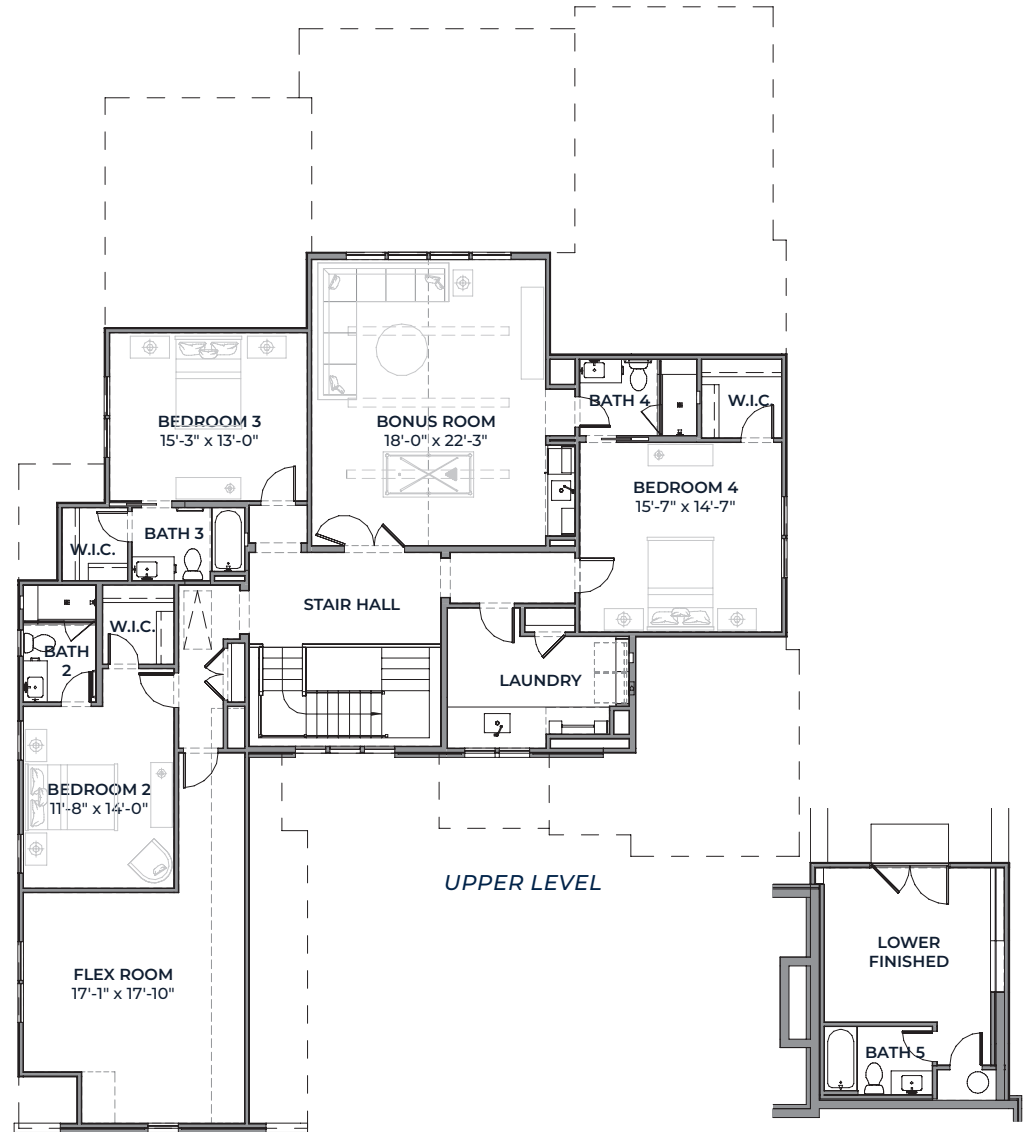 BEDROOM 3
15'-3" x 13'-0"
BONUS ROOM
18'-0" x 22'-3"
BATH 4
W.I.C.
BEDROOM 4
15'-7" x 14'-7"
BATH 3
W.I.C.
STAIR HALL
W.I.C.
BATH
2
LAUNDRY
BEDROOM 2
11'-8" x 14'-0"
UPPER LEVEL
FLEX ROOM
17'-1" x 17'-10"
LOWER
FINISHED
BATH 5